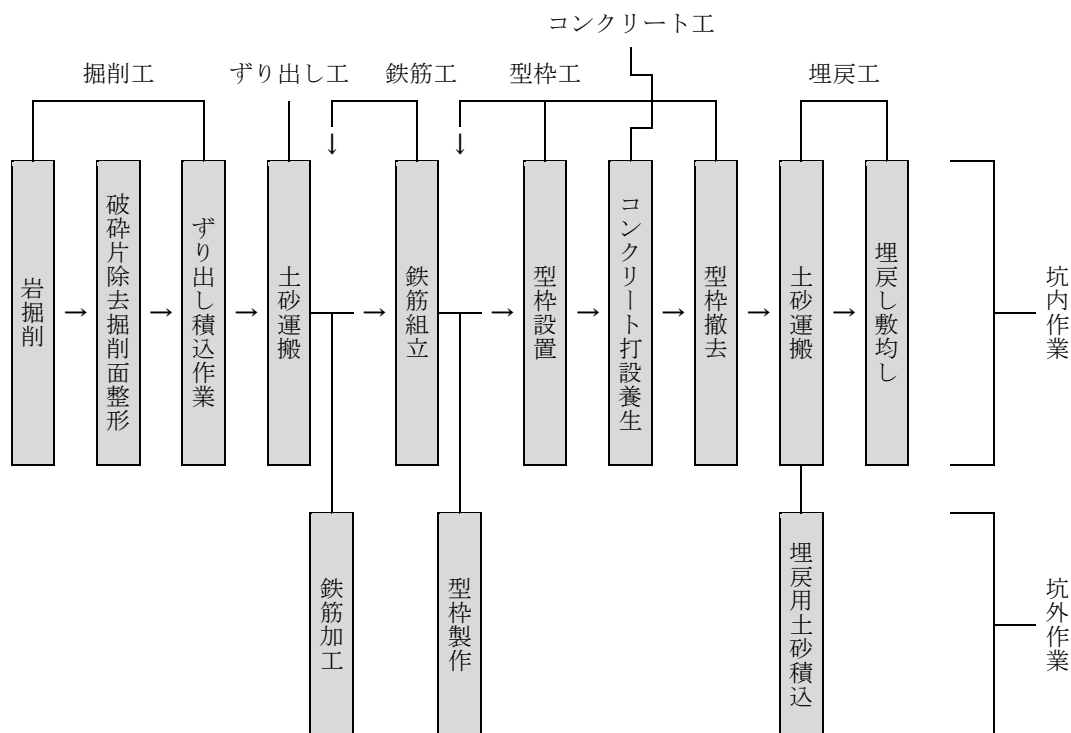 コンクリート工
掘削工
ずり出し工
鉄筋工
型枠工
埋戻工
岩掘削
→
破砕片除去掘削面整形
→
ずり出し積込作業
→
土砂運搬
→
↓
鉄筋組立
→
↓
型枠設置
→
コンクリート打設養生
→
型枠撤去
→
土砂運搬
→
埋戻し敷均し
坑内作業
鉄筋加工
型枠製作
埋戻用土砂積込
坑外作業